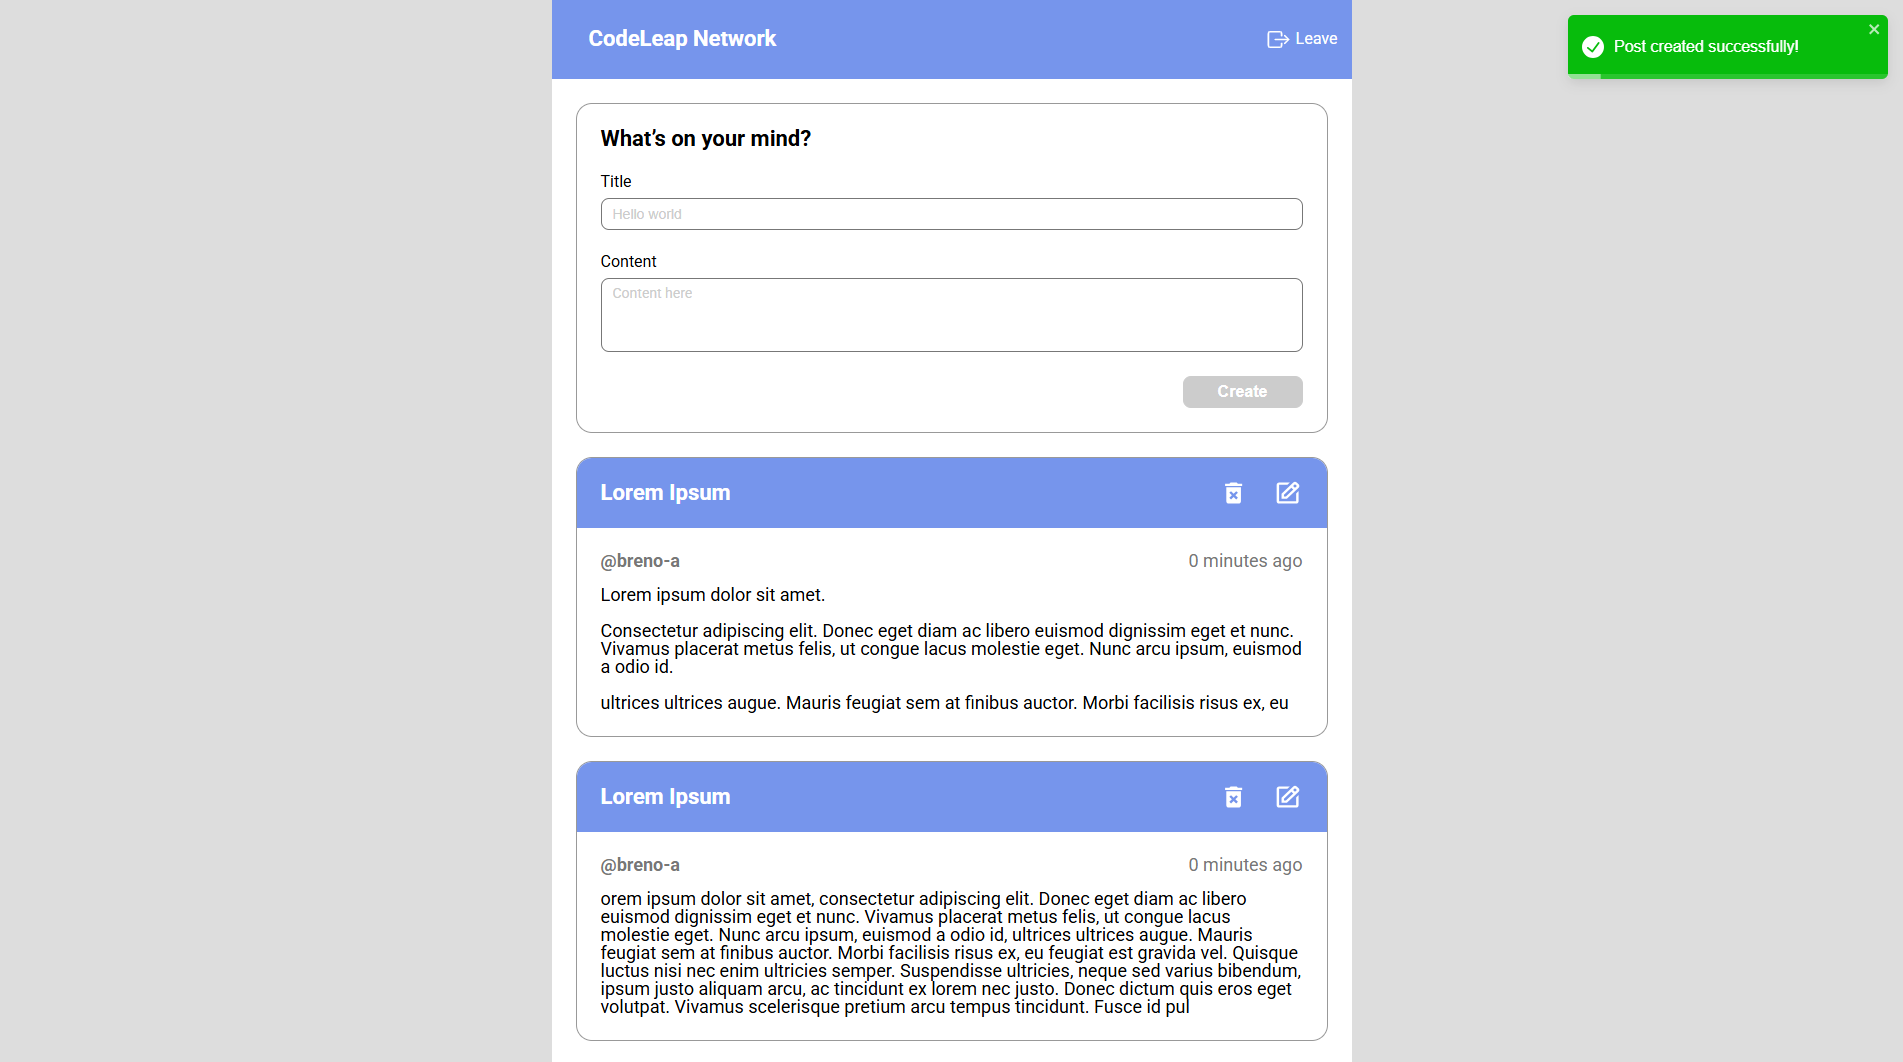 CodeLeap Network
Leave
Post created successfully!
What’s on your mind?
Title
Hello world
Content
Content here
Create
Lorem Ipsum
@breno-a
0 minutes ago
Lorem ipsum dolor sit amet.
Consectetur adipiscing elit. Donec eget diam ac libero euismod dignissim eget et nunc.
Vivamus placerat metus felis, ut congue lacus molestie eget. Nunc arcu ipsum, euismod
a odio id.
ultrices ultrices augue. Mauris feugiat sem at finibus auctor. Morbi facilisis risus ex, eu
Lorem Ipsum
@breno-a
0 minutes ago
orem ipsum dolor sit amet, consectetur adipiscing elit. Donec eget diam ac libero
euismod dignissim eget et nunc. Vivamus placerat metus felis, ut congue lacus
molestie eget. Nunc arcu ipsum, euismod a odio id, ultrices ultrices augue. Mauris
feugiat sem at finibus auctor. Morbi facilisis risus ex, eu feugiat est gravida vel. Quisque
luctus nisi nec enim ultricies semper. Suspendisse ultricies, neque sed varius bibendum,
ipsum justo aliquam arcu, ac tincidunt ex lorem nec justo. Donec dictum quis eros eget
volutpat. Vivamus scelerisque pretium arcu tempus tincidunt. Fusce id pul